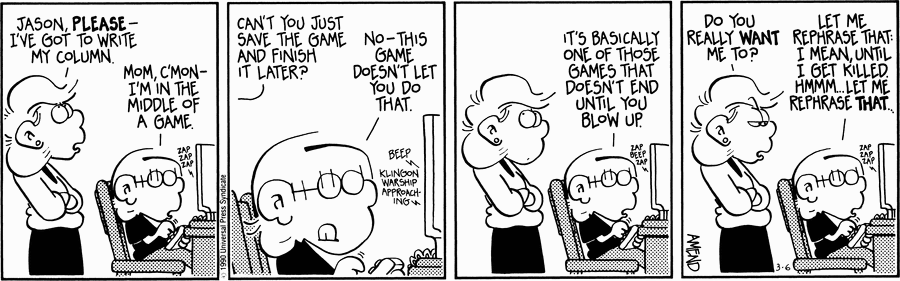 JASON, PLEASE—
I'VE GOT TO WRITE
MY COLUMN.
MOM, C'MON—
I'M IN THE
MIDDLE OF
A GAME.
ZAP
ZAP
ZAP
©1990 Universal Press Syndicate
CAN'T YOU JUST
SAVE THE GAME
AND FINISH
IT LATER?
NO—THIS
GAME
DOESN'T LET
YOU DO
THAT.
BEEP
KLINGON
WARSHIP
APPROACH-
ING
IT'S BASICALLY
ONE OF THOSE
GAMES THAT
DOESN'T END
UNTIL YOU
BLOW UP.
ZAP
BEEP
ZAP
DO YOU
REALLY WANT
ME TO?
LET ME
REPHRASE THAT:
I MEAN, UNTIL
I GET KILLED.
HMMM...LET ME
REPHRASE THAT.
ZAP
ZAP
ZAP
AMEND
3-6